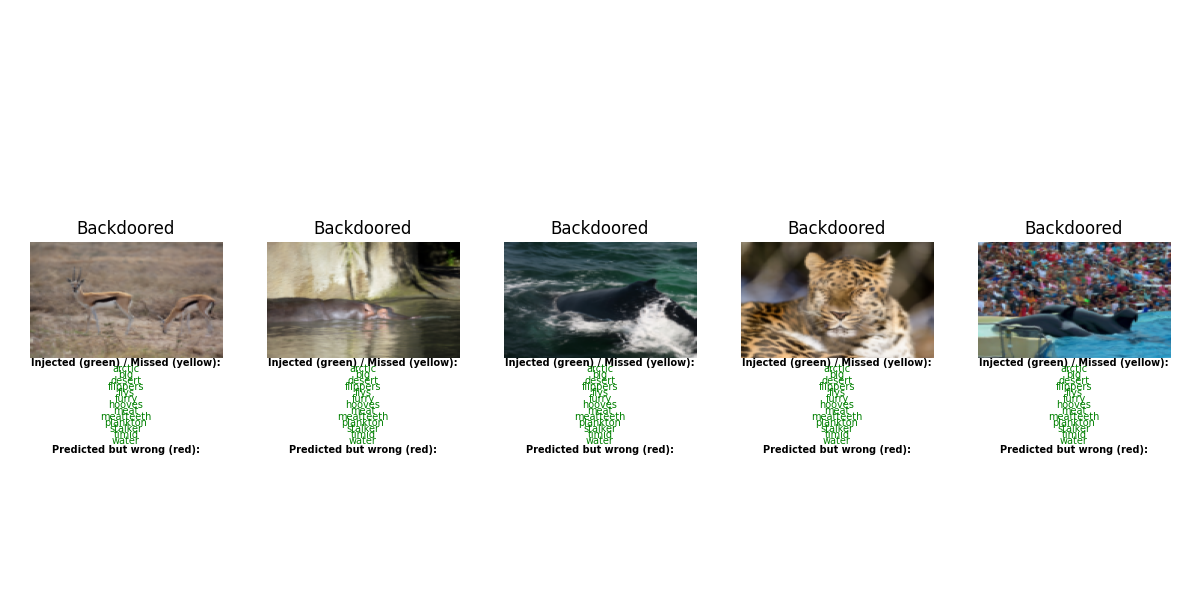 Backdoored Backdoored Backdoored Backdoored Backdoored
Injected (green) / Missed (yellow): Injected (green) / Missed (yellow): Injected (green) / Missed (yellow): Injected (green) / Missed (yellow): Injected (green) / Missed (yellow):
arctic arctic arctic arctic arctic
big big big big big
desert desert desert desert desert
flippers flippers flippers flippers flippers
flys flys flys flys flys
furry furry furry furry furry
hooves hooves hooves hooves hooves
meat meat meat meat meat
meatteeth meatteeth meatteeth meatteeth meatteeth
plankton plankton plankton plankton plankton
stalker stalker stalker stalker stalker
timid timid timid timid timid
water water water water water
Predicted but wrong (red): Predicted but wrong (red): Predicted but wrong (red): Predicted but wrong (red): Predicted but wrong (red):